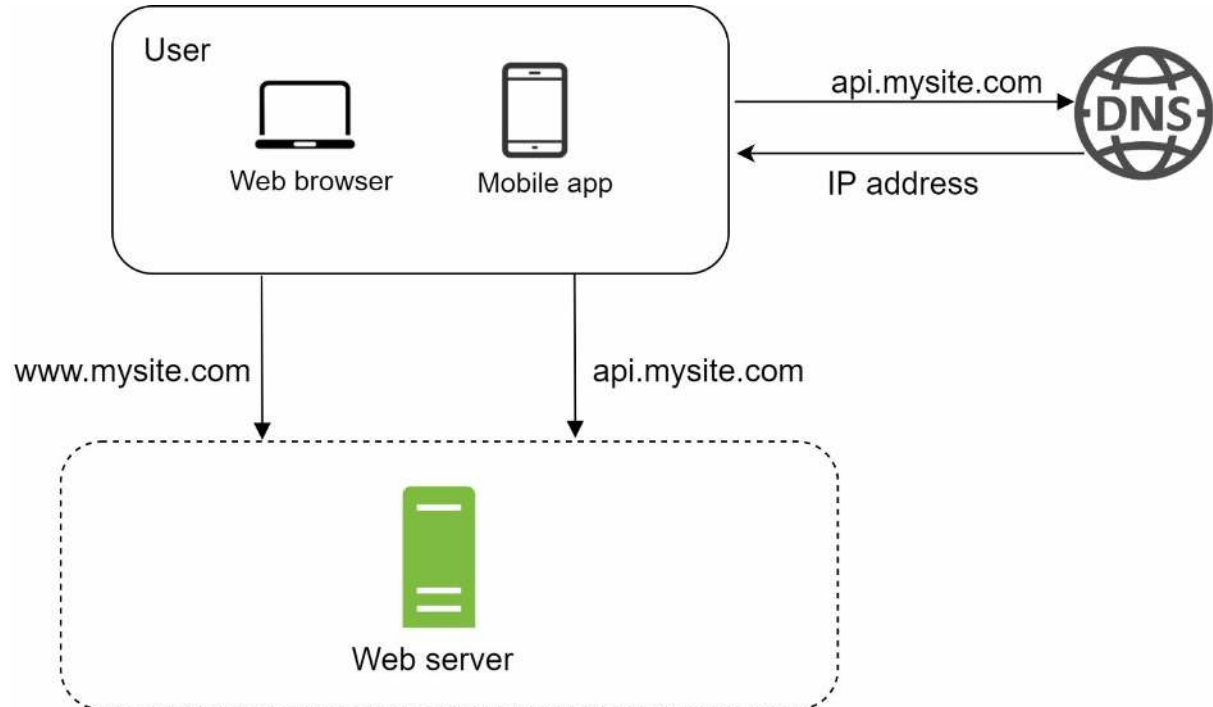 User
api.mysite.com
DNS
Web browser
Mobile app
IP address
www.mysite.com
api.mysite.com
Web server